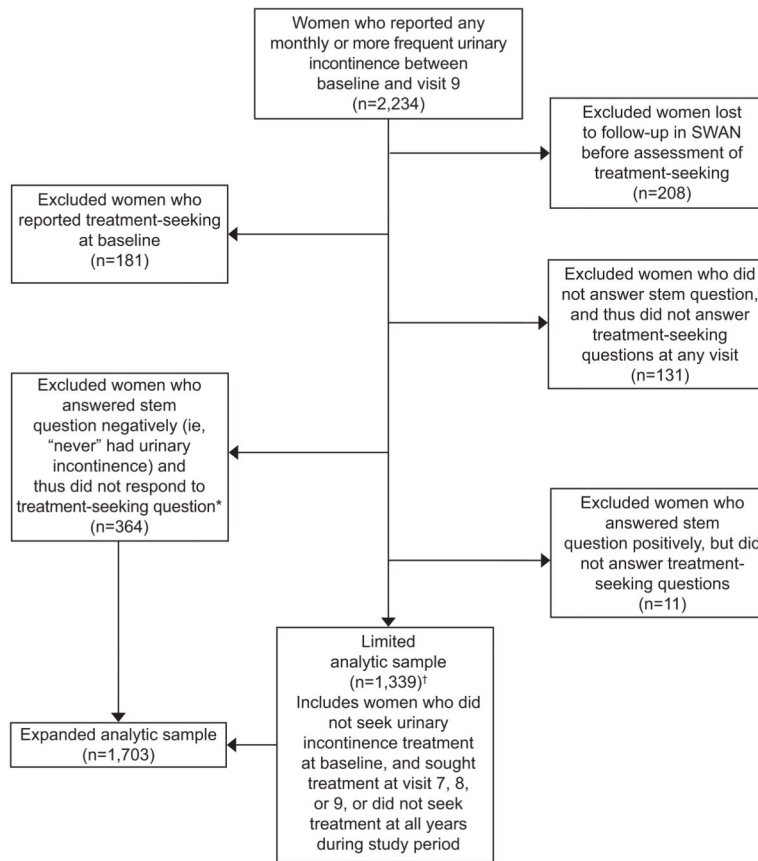 Women who reported any
monthly or more frequent urinary
incontinence between
baseline and visit 9
(n=2,234)
Excluded women lost
to follow-up in SWAN
before assessment of
treatment-seeking
(n=208)
Excluded women who
reported treatment-seeking
at baseline
(n=181)
Excluded women who did
not answer stem question,
and thus did not answer
treatment-seeking
questions at any visit
(n=131)
Excluded women who
answered stem
question negatively (ie,
“never” had urinary
incontinence) and
thus did not respond to
treatment-seeking question*
(n=364)
Excluded women who
answered stem
question positively, but did
not answer treatment-
seeking questions
(n=11)
Limited
analytic sample
(n=1,339)†
Includes women who did
not seek urinary
incontinence treatment
at baseline, and sought
treatment at visit 7, 8,
or 9, or did not seek
treatment at all years
during study period
Expanded analytic sample
(n=1,703)